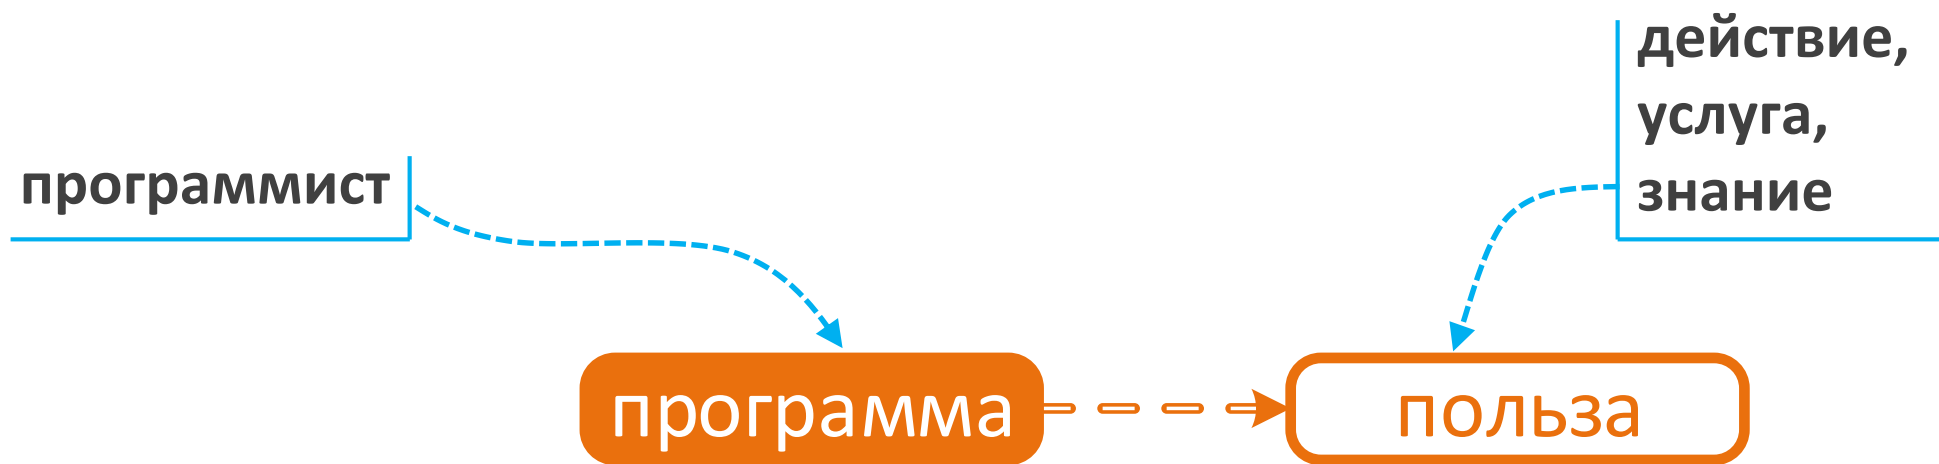 действие,
услуга,
знание
программист
программа
польза